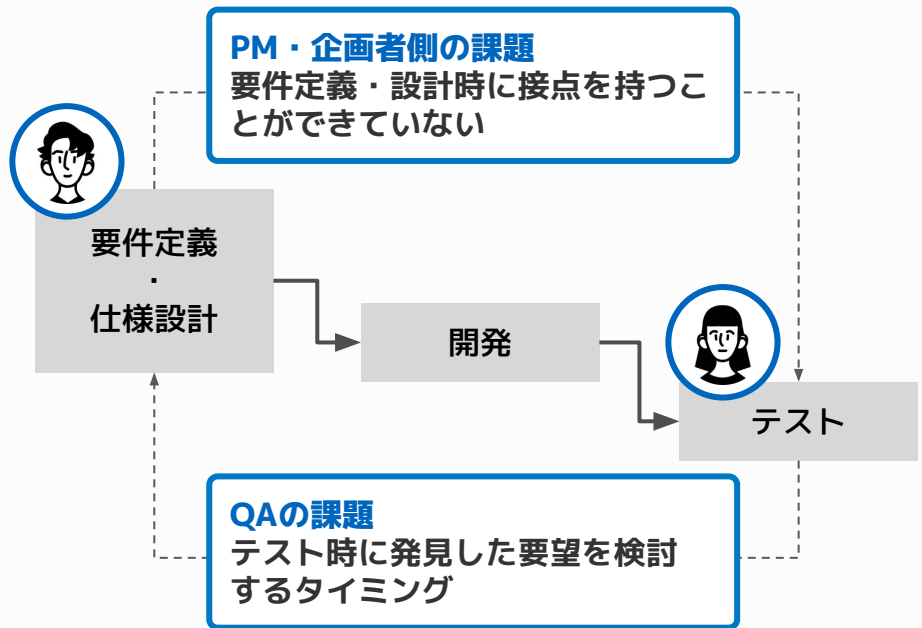 PM・企画者側の課題
要件定義・設計時に接点を持つこ
とができていない
要件定義
・
仕様設計
開発
テスト
QAの課題
テスト時に発見した要望を検討
するタイミング